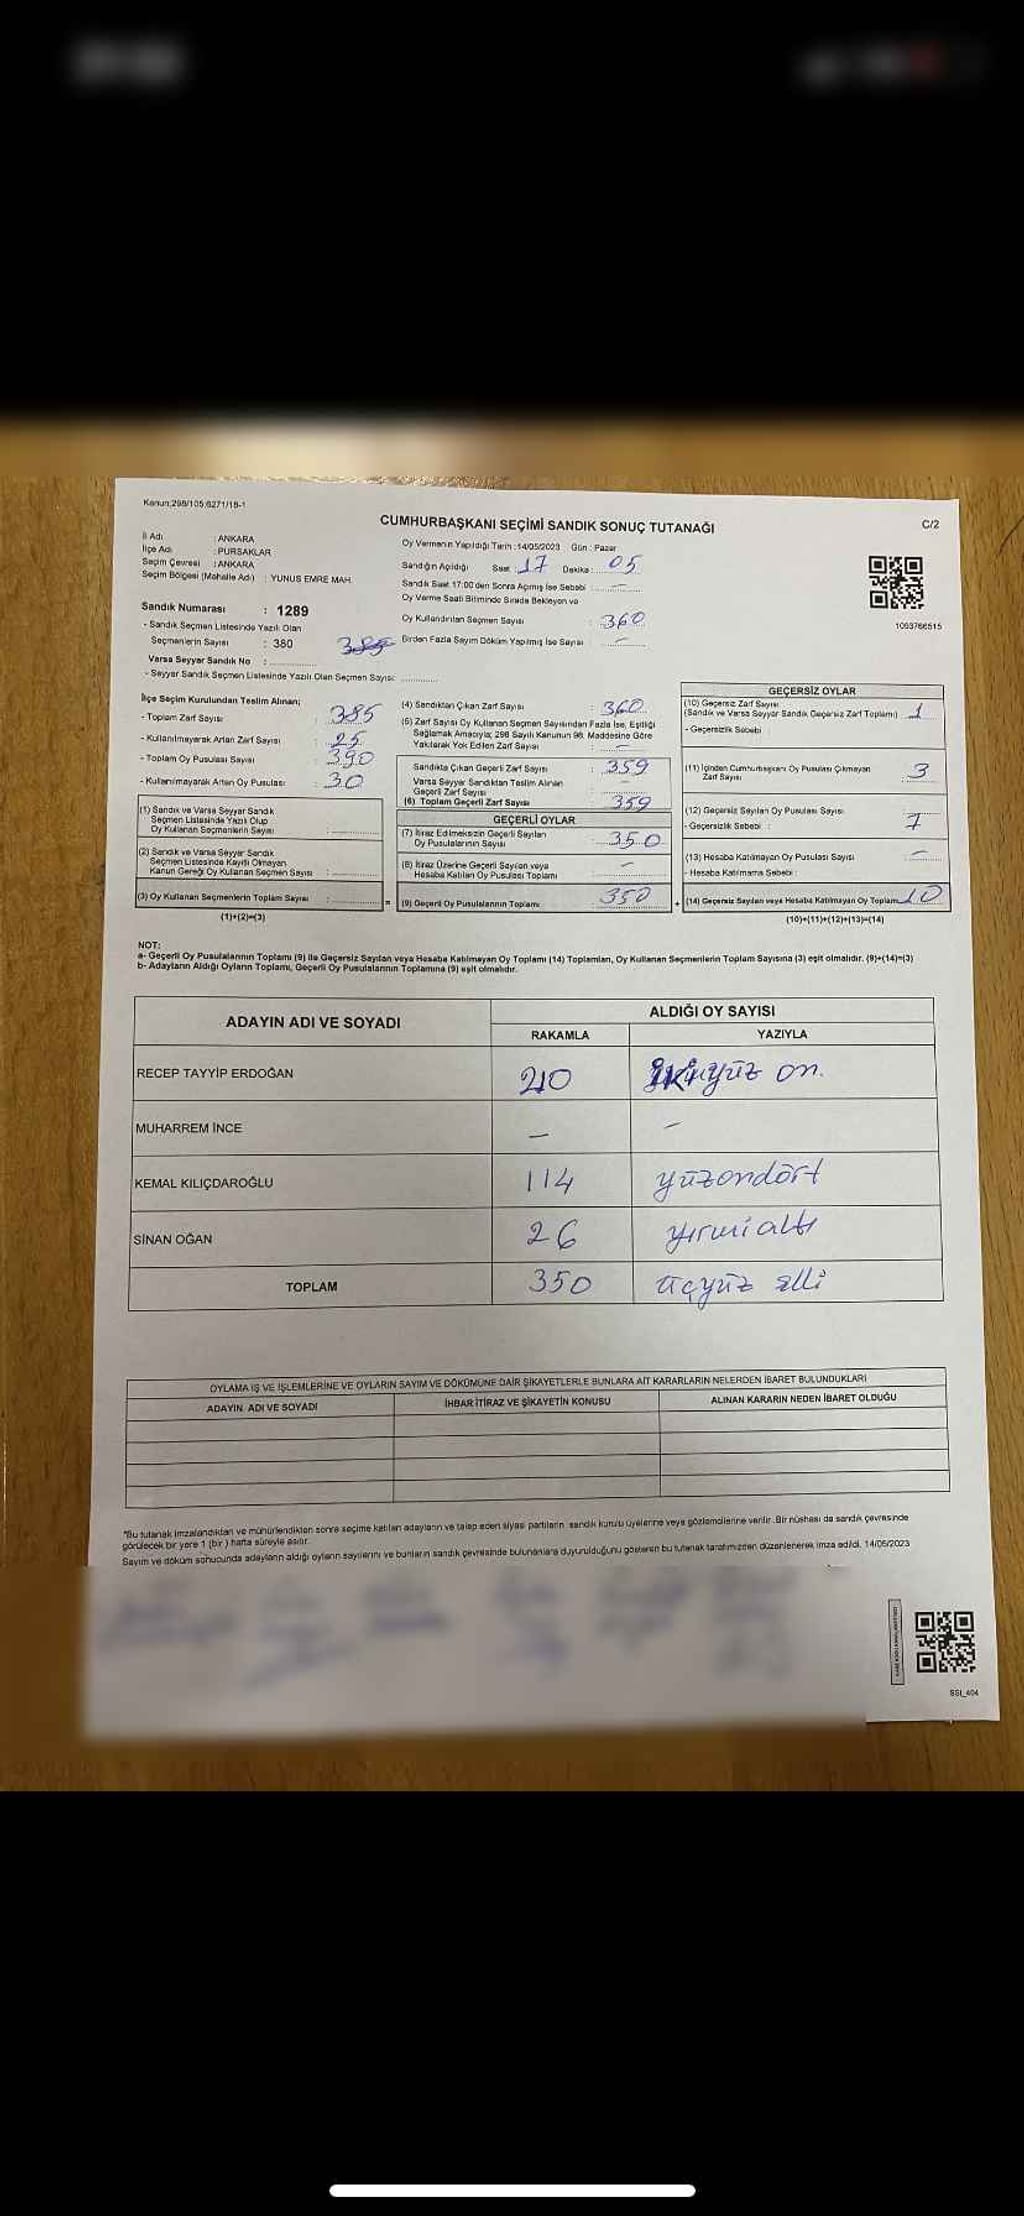 Kanun:298/105,6271/18-1
CUMHURBAŞKANI SEÇİMİ SANDIK SONUÇ TUTANAĞI
C/2
İl Adı : ANKARA
İlçe Adı : PURSAKLAR
Seçim Çevresi : ANKARA
Seçim Bölgesi (Mahalle Adı) : YUNUS EMRE MAH.
Oy Vermenin Yapıldığı Tarih :14/05/2023 Gün : Pazar
Sandığın Açıldığı Saat : 17 Dakika : 05
Sandık Saat 17:00'den Sonra Açılmış İse Sebebi : –
Oy Verme Saati Bitiminde Sırada Bekleyen ve
Oy Kullandırılan Seçmen Sayısı : 360
Birden Fazla Sayım Döküm Yapılmış İse Sayısı : –
1093766515
Sandık Numarası : 1289
- Sandık Seçmen Listesinde Yazılı Olan
Seçmenlerin Sayısı : 380 385
Varsa Seyyar Sandık No :
- Seyyar Sandık Seçmen Listesinde Yazılı Olan Seçmen Sayısı:
İlçe Seçim Kurulundan Teslim Alınan;
- Toplam Zarf Sayısı : 385
- Kullanılmayarak Artan Zarf Sayısı : 25
- Toplam Oy Pusulası Sayısı : 390
- Kullanılmayarak Artan Oy Pusulası : 30
(1) Sandık ve Varsa Seyyar Sandık
Seçmen Listesinde Yazılı Olup
Oy Kullanan Seçmenlerin Sayısı :
(2) Sandık ve Varsa Seyyar Sandık
Seçmen Listesinde Kayıtlı Olmayan
Kanun Gereği Oy Kullanan Seçmen Sayısı :
(3) Oy Kullanan Seçmenlerin Toplam Sayısı :
(1)+(2)=(3)
(4) Sandıktan Çıkan Zarf Sayısı : 360
(5) Zarf Sayısı Oy Kullanan Seçmen Sayısından Fazla İse, Eşitliği
Sağlamak Amacıyla; 298 Sayılı Kanunun 98. Maddesine Göre
Yakılarak Yok Edilen Zarf Sayısı : –
Sandıkta Çıkan Geçerli Zarf Sayısı : 359
Varsa Seyyar Sandıktan Teslim Alınan
Geçerli Zarf Sayısı :
(6) Toplam Geçerli Zarf Sayısı 359
GEÇERLİ OYLAR
(7) İtiraz Edilmeksizin Geçerli Sayılan
Oy Pusulalarının Sayısı : 350
(8) İtiraz Üzerine Geçerli Sayılan veya
Hesaba Katılan Oy Pusulası Toplamı –
= (9) Geçerli Oy Pusulalarının Toplamı : 350
GEÇERSİZ OYLAR
(10) Geçersiz Zarf Sayısı
(Sandık ve Varsa Seyyar Sandık Geçersiz Zarf Toplamı) 1
- Geçersizlik Sebebi
(11) İçinden Cumhurbaşkanı Oy Pusulası Çıkmayan
Zarf Sayısı 3
(12) Geçersiz Sayılan Oy Pusulası Sayısı
- Geçersizlik Sebebi : 7
(13) Hesaba Katılmayan Oy Pusulası Sayısı –
- Hesaba Katılmama Sebebi :
+ (14) Geçersiz Sayılan veya Hesaba Katılmayan Oy Toplamı 10
(10)+(11)+(12)+(13)=(14)
NOT:
a- Geçerli Oy Pusulalarının Toplamı (9) ile Geçersiz Sayılan veya Hesaba Katılmayan Oy Toplamı (14) Toplamları, Oy Kullanan Seçmenlerin Toplam Sayısına (3) eşit olmalıdır. (9)+(14)=(3)
b- Adayların Aldığı Oyların Toplamı, Geçerli Oy Pusulalarının Toplamına (9) eşit olmalıdır.
ADAYIN ADI VE SOYADI
ALDIĞI OY SAYISI
RAKAMLA YAZIYLA
RECEP TAYYİP ERDOĞAN 210 ikiyüz on.
MUHARREM İNCE – –
KEMAL KILIÇDAROĞLU 114 yüzondört
SİNAN OĞAN 26 yirmialtı
TOPLAM 350 üçyüz elli
OYLAMA İŞ VE İŞLEMLERİNE VE OYLARIN SAYIM VE DÖKÜMÜNE DAİR ŞİKAYETLERLE BUNLARA AİT KARARLARIN NELERDEN İBARET BULUNDUKLARI
ADAYIN ADI VE SOYADI İHBAR İTİRAZ VE ŞİKAYETİN KONUSU ALINAN KARARIN NEDEN İBARET OLDUĞU
*Bu tutanak imzalandıktan ve mühürlendikten sonra seçime katılan adayların ve talep eden siyasi partilerin sandık kurulu üyelerine veya gözlemcilerine verilir. Bir nüshası da sandık çevresinde
görülecek bir yere 1 (bir) hafta süreyle asılır.
Sayım ve döküm sonucunda adayların aldığı oyların sayılarını ve bunların sandık çevresinde bulunanlara duyurulduğunu gösteren bu tutanak tarafımızdan düzenlenerek imza edildi. 14/05/2023
SSI_404